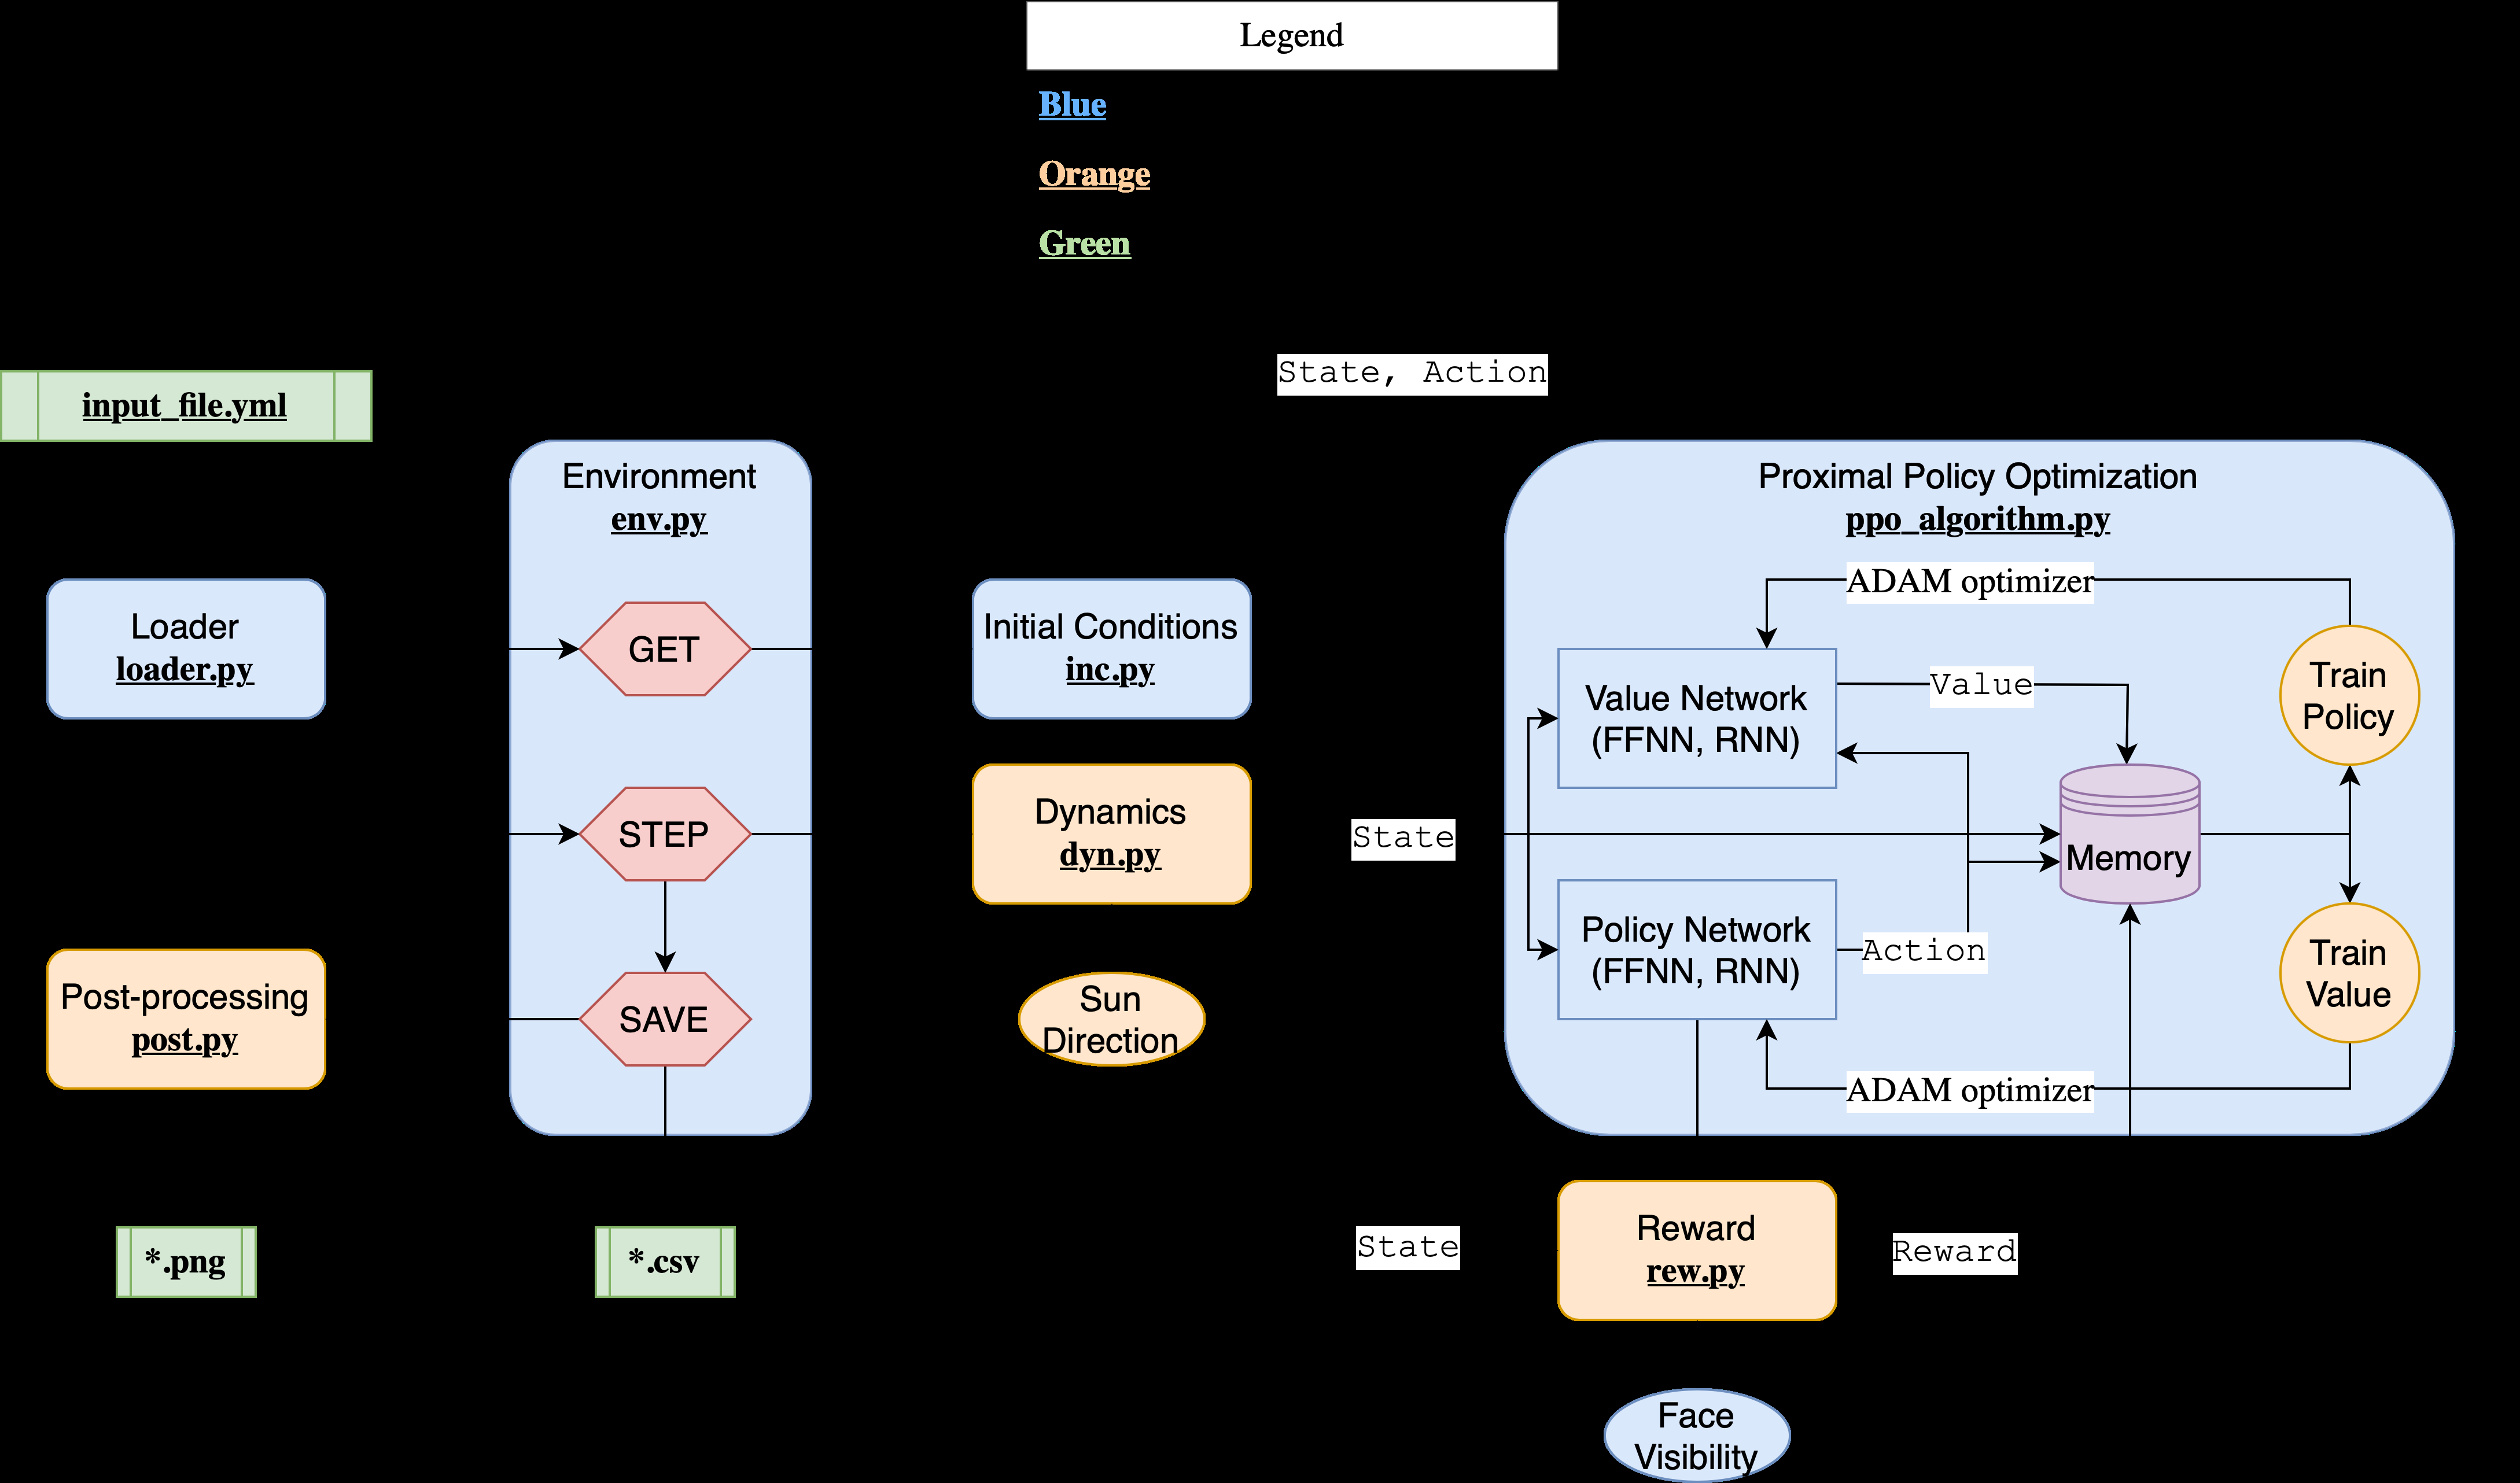 Legend
Blue
Orange
Green
State, Action
input_file.yml
Environment
env.py
Proximal Policy Optimization
ppo_algorithm.py
ADAM optimizer
Loader
loader.py
GET
Initial Conditions
inc.py
Value Network
(FFNN, RNN)
Value
Train
Policy
STEP
Dynamics
dyn.py
State
Memory
Policy Network
(FFNN, RNN)
Action
Train
Value
Post-processing
post.py
SAVE
Sun
Direction
ADAM optimizer
*.png
*.csv
State
Reward
rew.py
Reward
Face
Visibility